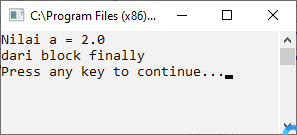 C:\Program Files (x86)...
Nilai a = 2.0
dari block finally
Press any key to continue...